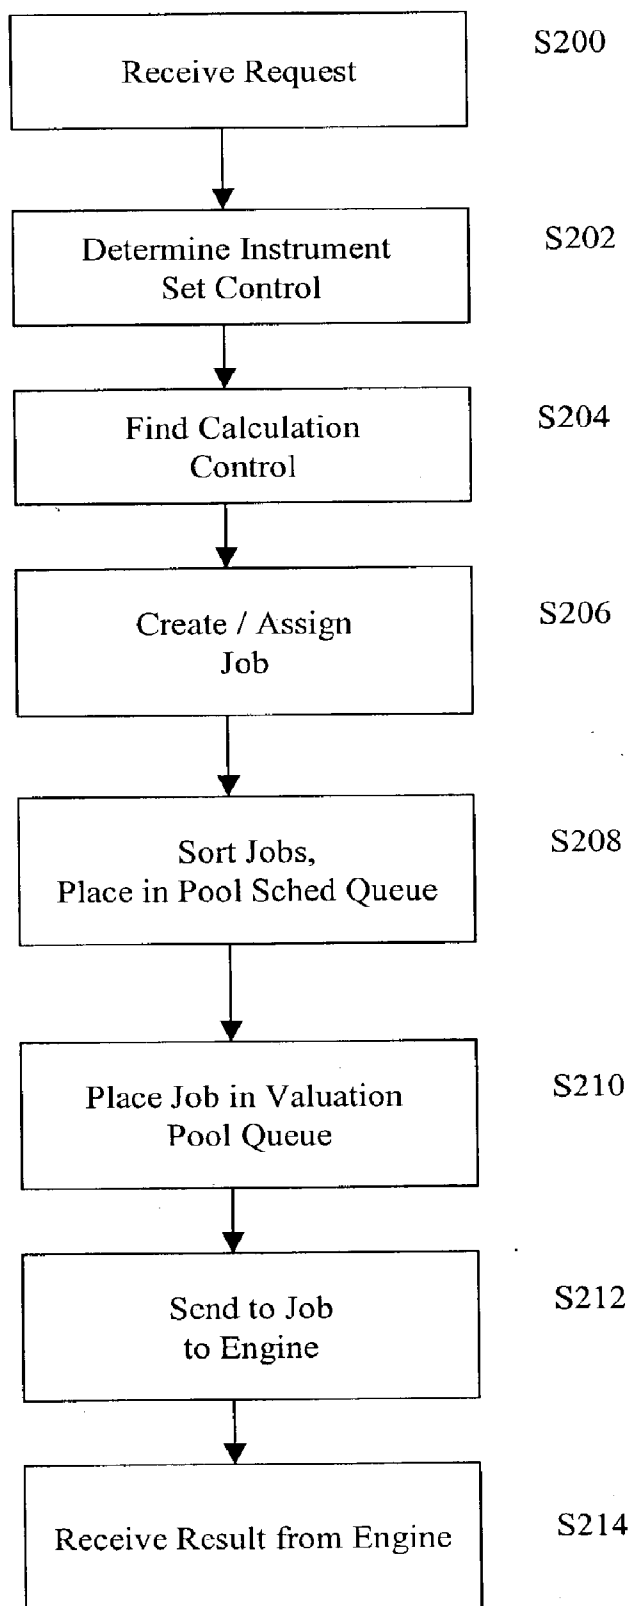 Receive Request
S200
Determine Instrument
Set Control
S202
Find Calculation
Control
S204
Create / Assign
Job
S206
Sort Jobs,
Place in Pool Sched Queue
S208
Place Job in Valuation
Pool Queue
S210
Send to Job
to Engine
S212
Receive Result from Engine
S214